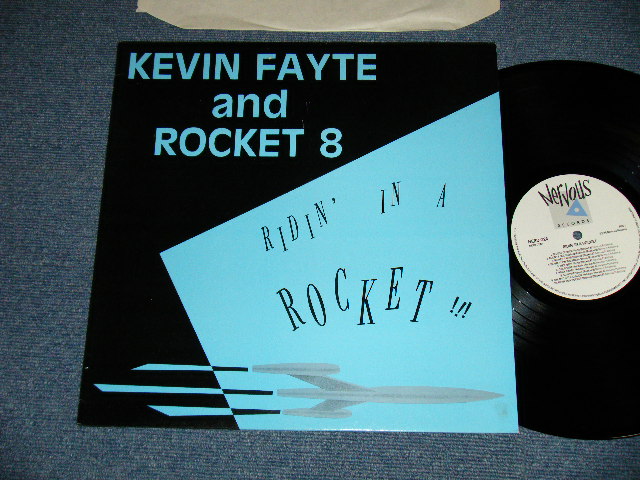 KEVIN FAYTE
and
ROCKET 8
RIDIN' IN A
ROCKET!!!
Nervous
RECORDS